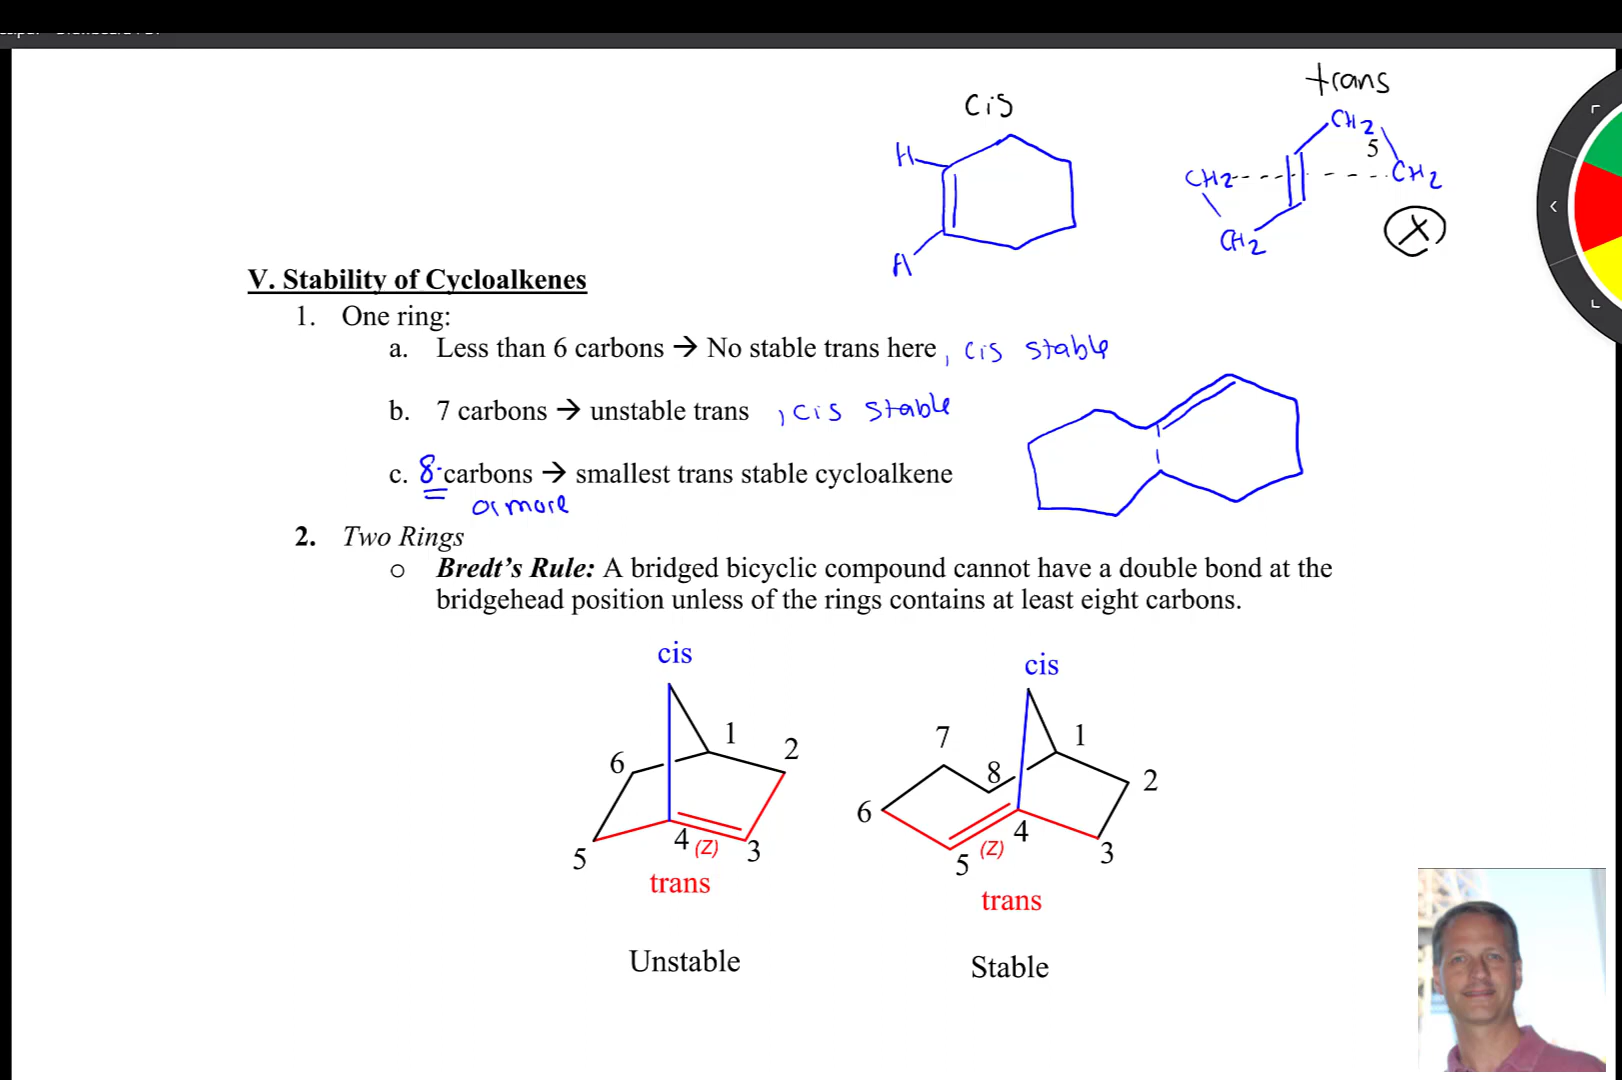 cis
trans
H
H
CH2
5
CH2
CH2
CH2
X
V. Stability of Cycloalkenes
1. One ring:
a. Less than 6 carbons → No stable trans here, cis stable
b. 7 carbons → unstable trans , cis stable
c. 8 carbons → smallest trans stable cycloalkene
or more
2. Two Rings
o Bredt's Rule: A bridged bicyclic compound cannot have a double bond at the
bridgehead position unless of the rings contains at least eight carbons.
cis
1
2
6
5
4
(Z)
3
trans
Unstable
cis
7
1
8
2
6
4
5
(Z)
3
trans
Stable